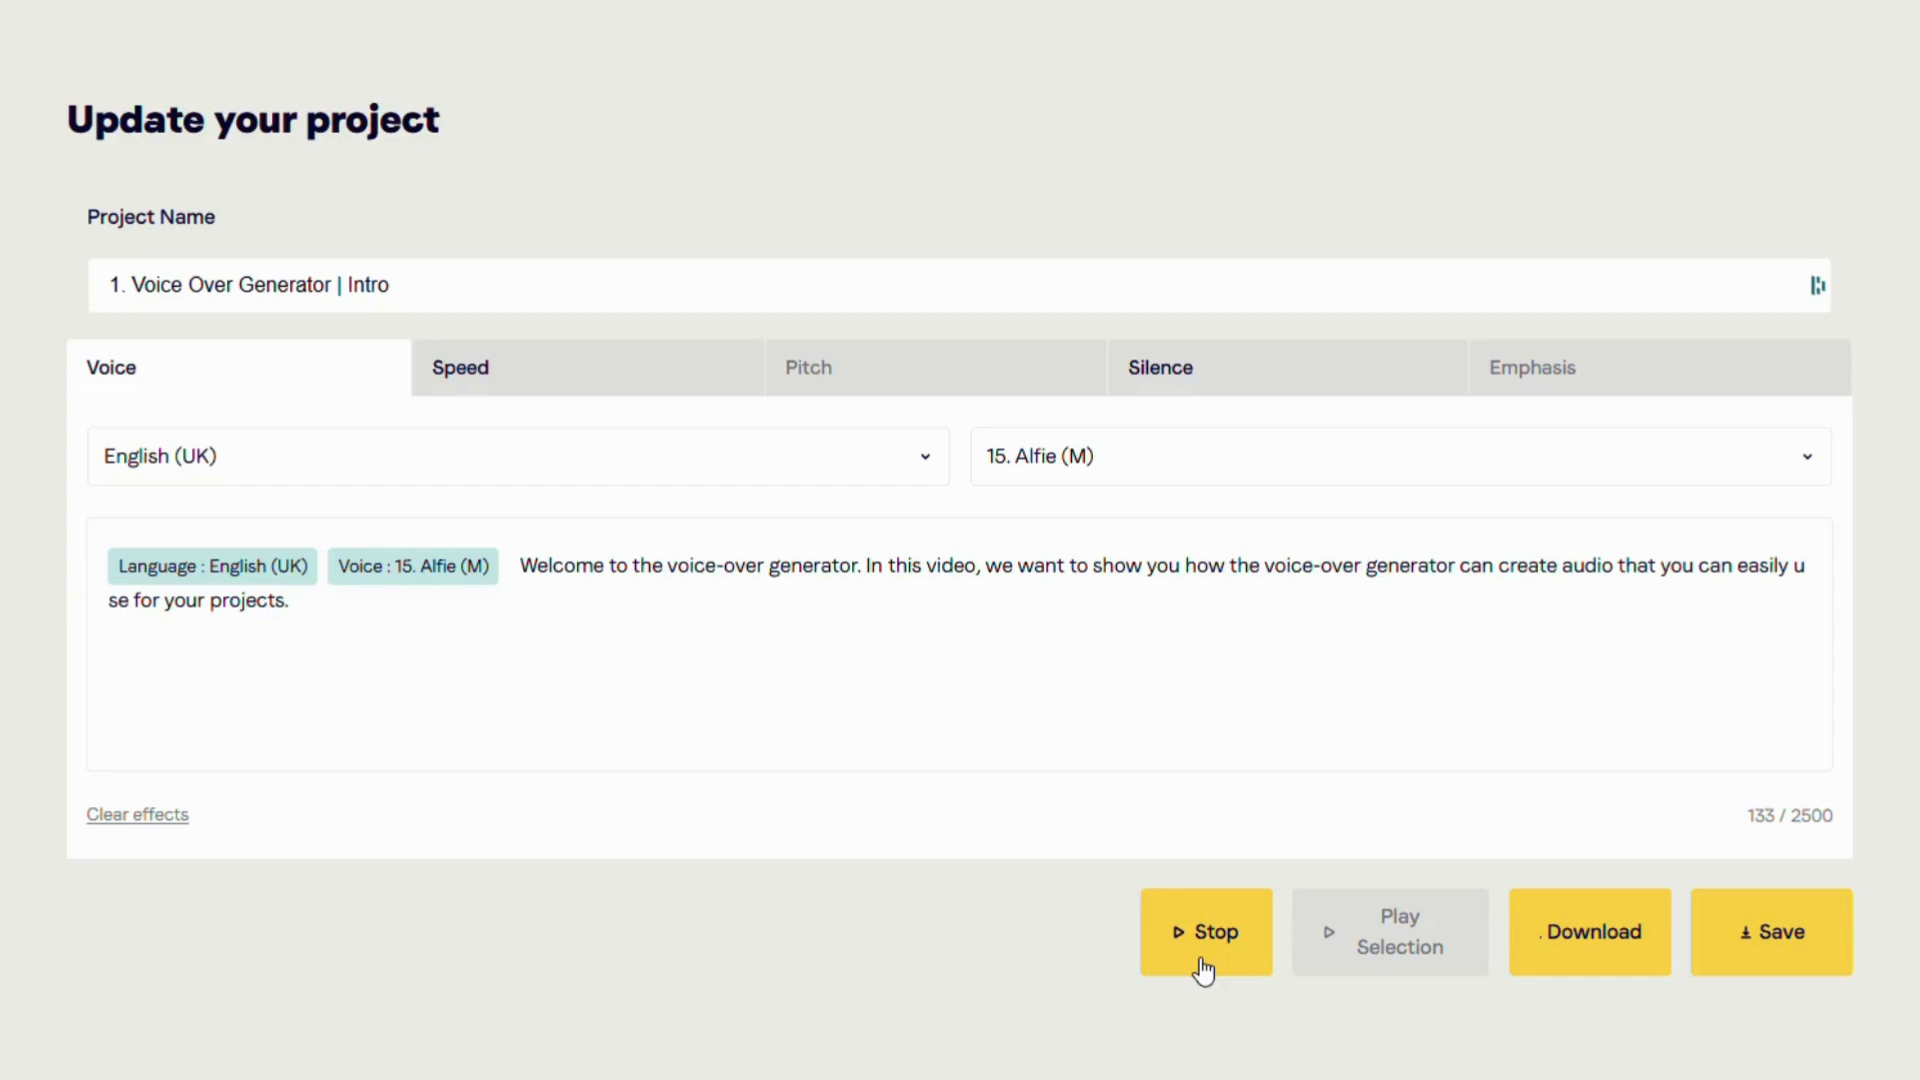 Update your project
Project Name
1. Voice Over Generator | Intro
Voice Speed Pitch Silence Emphasis
English (UK) 15. Alfie (M)
Language : English (UK) Voice : 15. Alfie (M) Welcome to the voice-over generator. In this video, we want to show you how the voice-over generator can create audio that you can easily u
se for your projects.
Clear effects 133 / 2500
Stop Play Selection Download Save